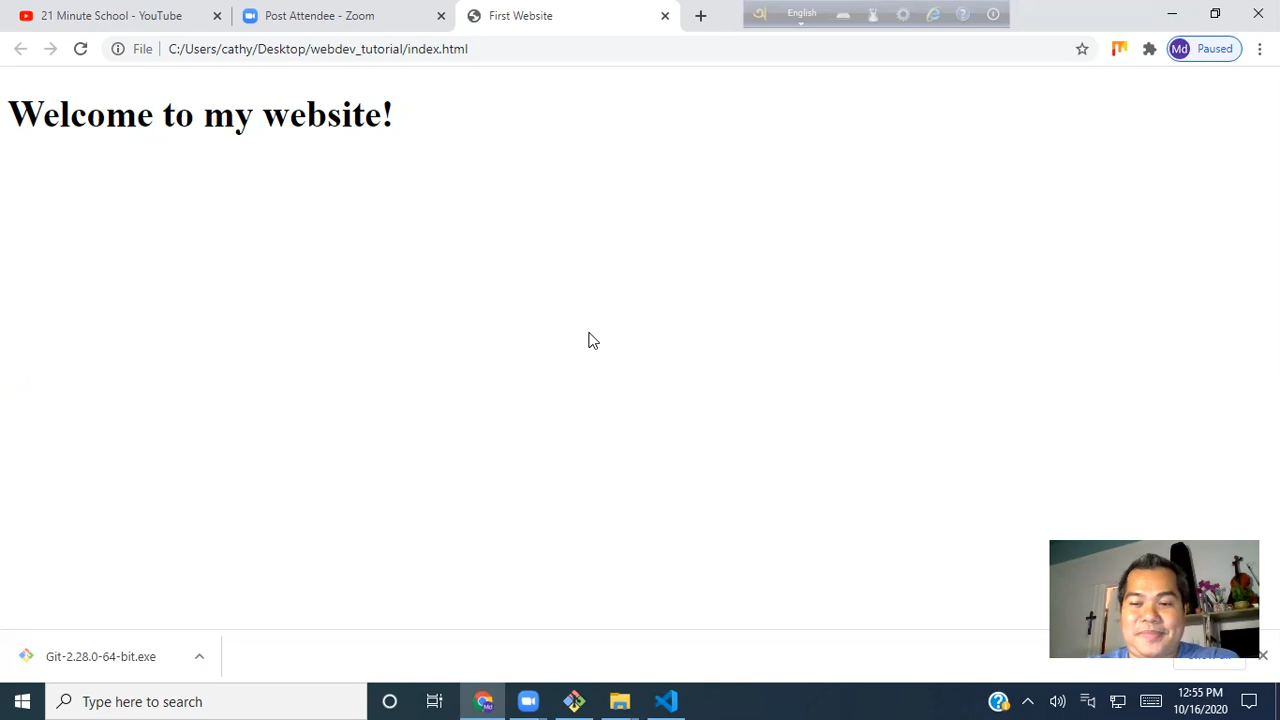 21 MinutEschool - YouTube
Post Attendee - Zoom
First Website
অ English
File C:/Users/cathy/Desktop/webdev_tutorial/index.html
Md Paused
Welcome to my website!
Git-2.28.0-64-bit.exe
Type here to search
12:55 PM
10/16/2020